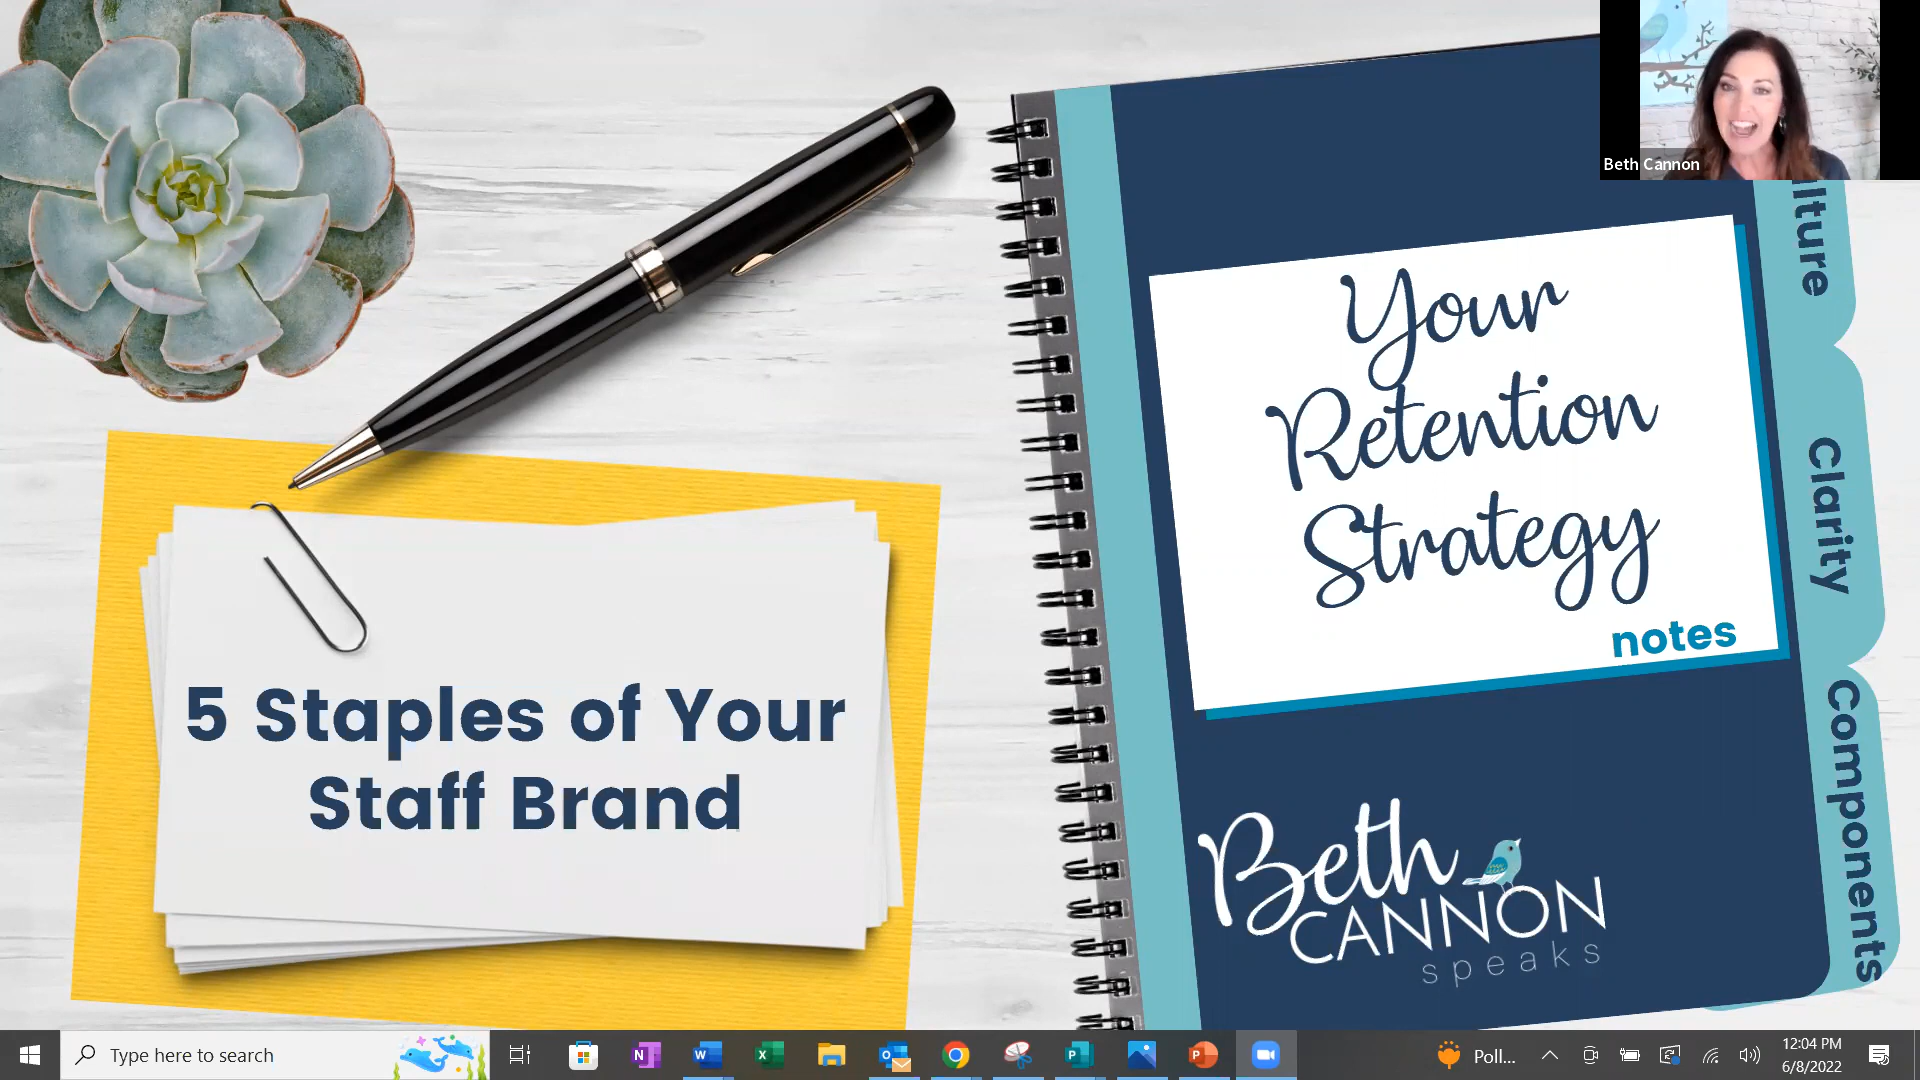 Beth Cannon
Your
Retention
Strategy
notes
5 Staples of Your
Staff Brand
Beth
CANNON
speaks
lture
Clarity
Components
Type here to search
Poll...
12:04 PM
6/8/2022